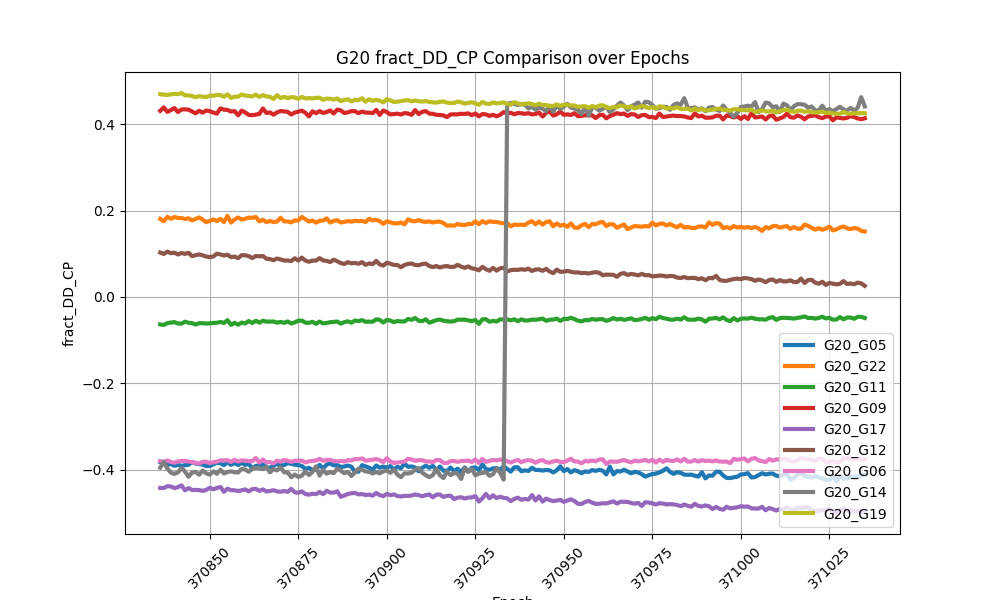 G20 fract_DD_CP Comparison over Epochs
fract_DD_CP
0.4
0.2
0.0
−0.2
−0.4
370850
370875
370900
370925
370950
370975
371000
371025
Epoch
G20_G05
G20_G22
G20_G11
G20_G09
G20_G17
G20_G12
G20_G06
G20_G14
G20_G19